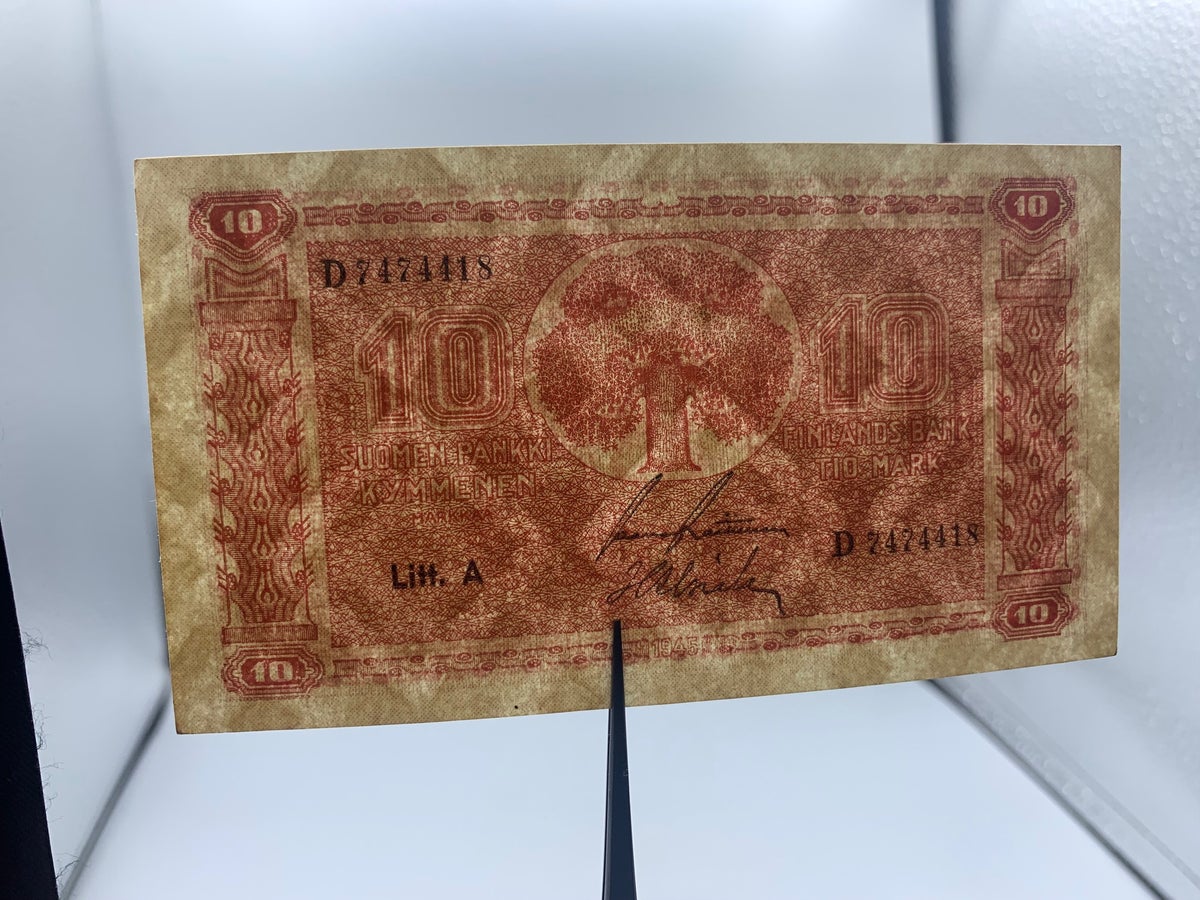 10
10
D 7474418
10
10
SUOMEN PANKKI
KYMMENEN
MARKKAA
FINLANDS BANK
TIO MARK
D 7474418
Litt. A
10
10
1945